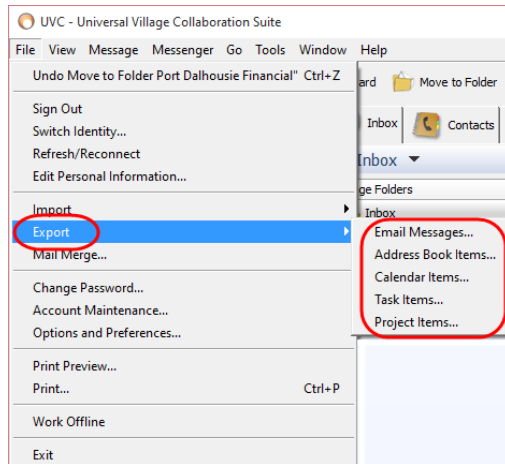 UVC - Universal Village Collaboration Suite
File View Message Messenger Go Tools Window Help
Undo Move to Folder Port Dalhousie Financial" Ctrl+Z
ard Move to Folder
Sign Out
Inbox Contacts
Switch Identity...
Refresh/Reconnect
Inbox
Edit Personal Information...
ge Folders
Import
Inbox
Export
Email Messages...
Mail Merge...
Address Book Items...
Calendar Items...
Change Password...
Task Items...
Account Maintenance...
Project Items...
Options and Preferences...
Print Preview...
Print... Ctrl+P
Work Offline
Exit